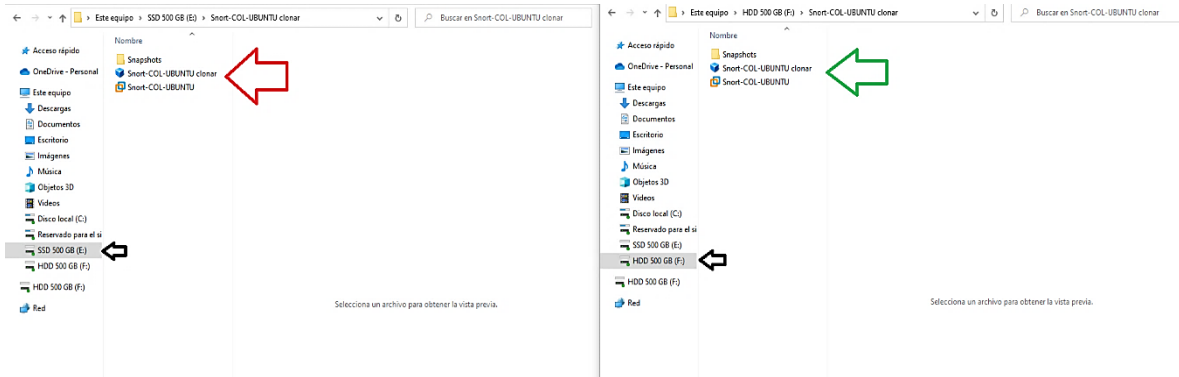 Este equipo > SSD 500 GB (E:) > Snort-COL-UBUNTU clonar
Buscar en Snort-COL-UBUNTU clonar
Nombre
Acceso rápido
OneDrive - Personal
Este equipo
Descargas
Documentos
Escritorio
Imágenes
Música
Objetos 3D
Videos
Disco local (C:)
Reservado para el si
SSD 500 GB (E:)
HDD 500 GB (F:)
HDD 500 GB (F:)
Red
Snapshots
Snort-COL-UBUNTU clonar
Snort-COL-UBUNTU
Selecciona un archivo para obtener la vista previa.
Este equipo > HDD 500 GB (F:) > Snort-COL-UBUNTU clonar
Buscar en Snort-COL-UBUNTU clonar
Nombre
Acceso rápido
OneDrive - Personal
Este equipo
Descargas
Documentos
Escritorio
Imágenes
Música
Objetos 3D
Videos
Disco local (C:)
Reservado para el si
SSD 500 GB (E:)
HDD 500 GB (F:)
HDD 500 GB (F:)
Red
Snapshots
Snort-COL-UBUNTU clonar
Snort-COL-UBUNTU
Selecciona un archivo para obtener la vista previa.